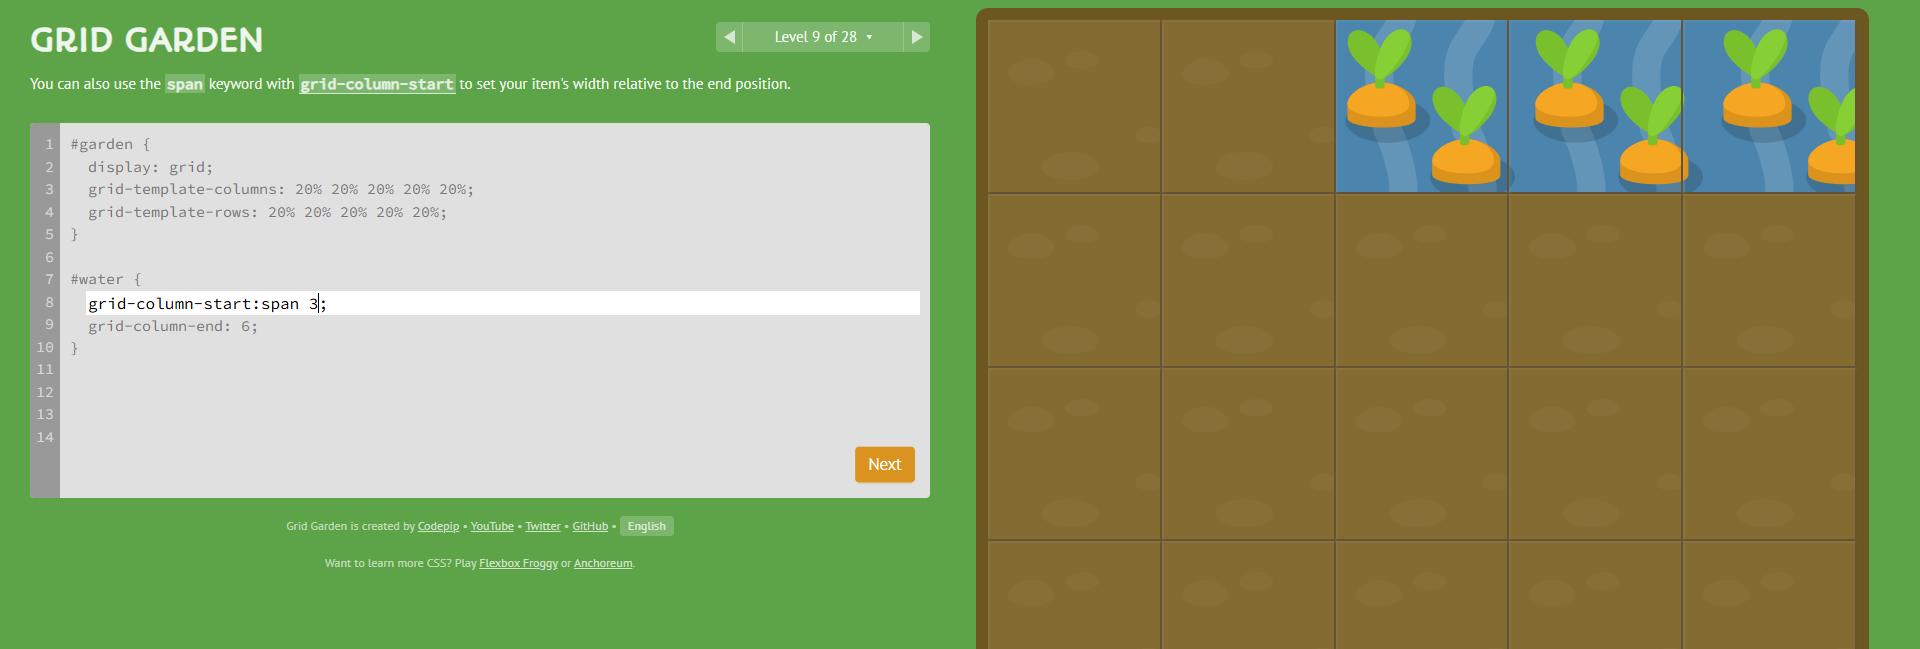 GRID GARDEN
Level 9 of 28
You can also use the span keyword with grid-column-start to set your item's width relative to the end position.
1 #garden {
2 display: grid;
3 grid-template-columns: 20% 20% 20% 20% 20%;
4 grid-template-rows: 20% 20% 20% 20% 20%;
5 }
6
7 #water {
8 grid-column-start:span 3;
9 grid-column-end: 6;
10 }
11
12
13
14
Next
Grid Garden is created by Codepip • YouTube • Twitter • GitHub • English
Want to learn more CSS? Play Flexbox Froggy or Anchoreum.